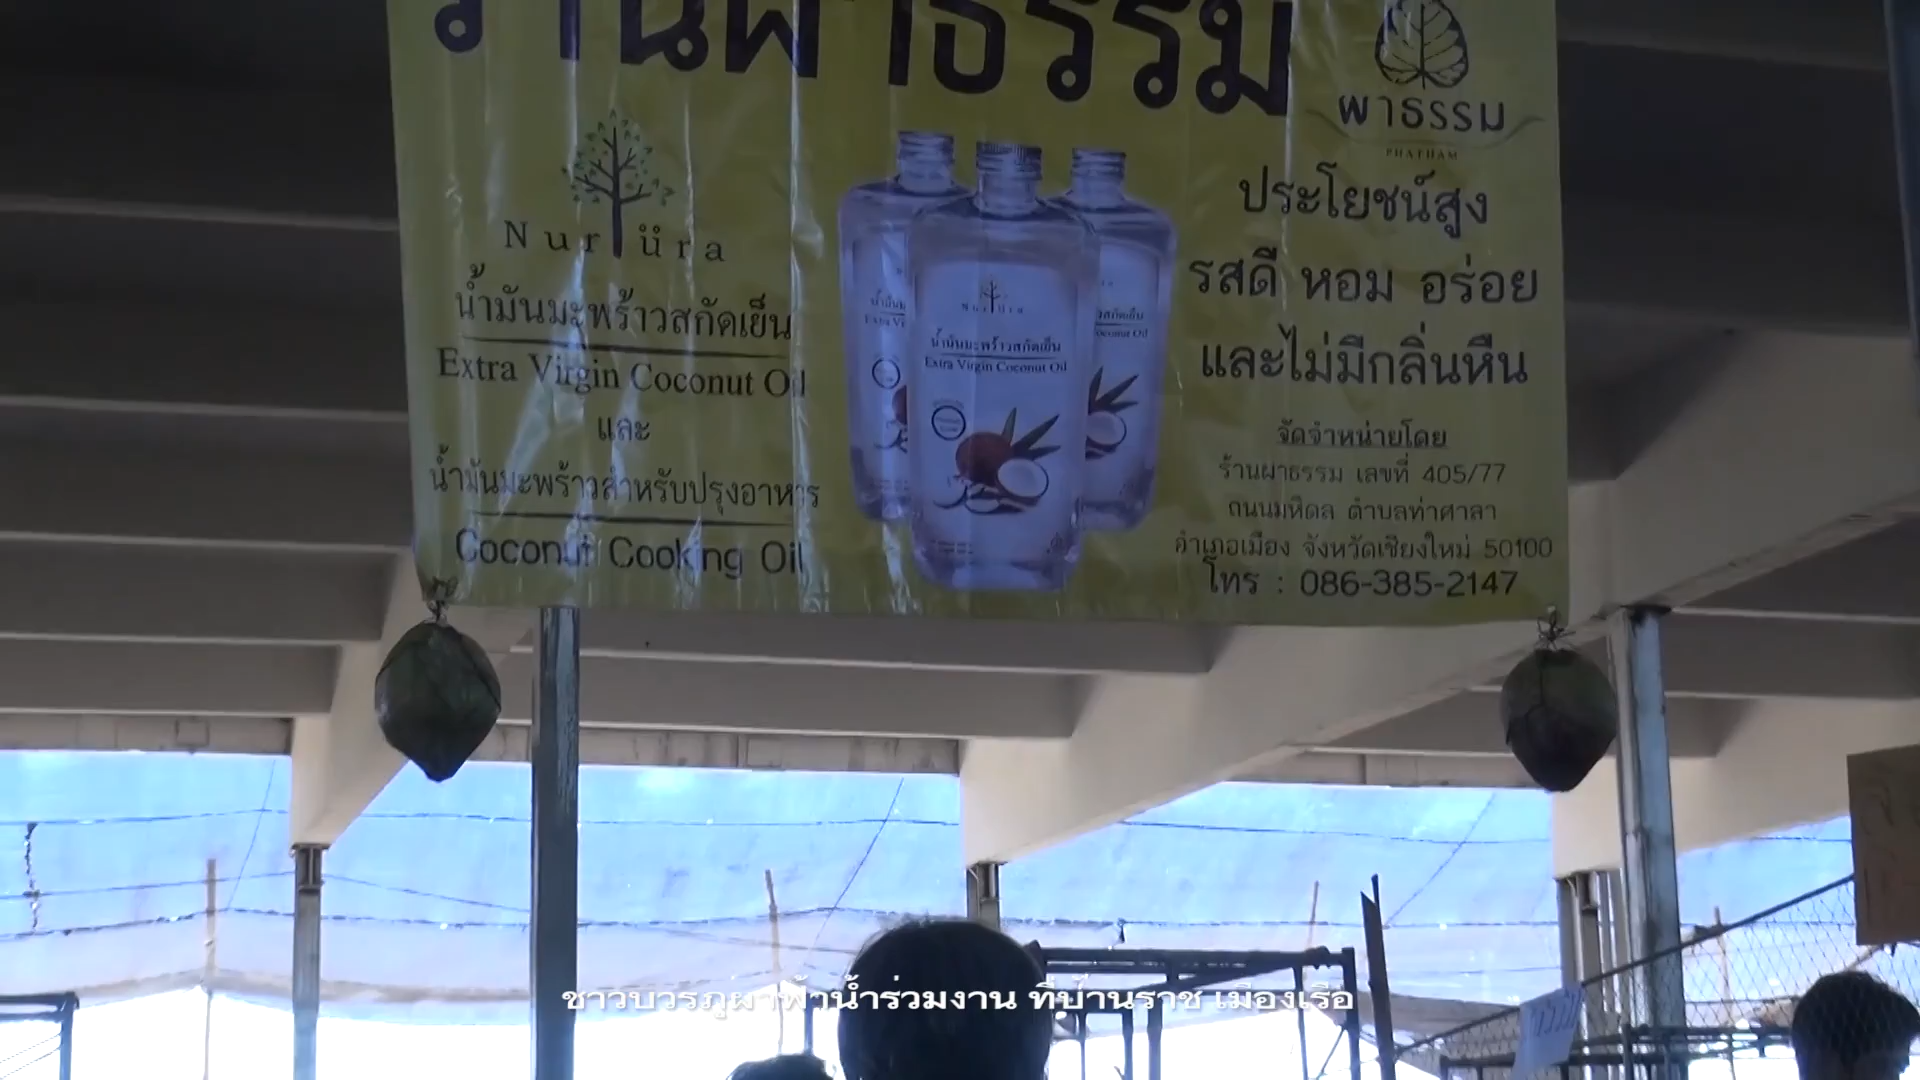 ร้านผาธรรม
ผาธรรม
PHATHAM
Nurtüra
น้ำมันมะพร้าวสกัดเย็น
Extra Virgin Coconut Oil
และ
น้ำมันมะพร้าวสำหรับปรุงอาหาร
Coconut Cooking Oil
Nurtüra
น้ำมันมะพร้าวสกัดเย็น
Extra Virgin Coconut Oil
ประโยชน์สูง
รสดี หอม อร่อย
และไม่มีกลิ่นหืน
จัดจำหน่ายโดย
ร้านผาธรรม เลขที่ 405/77
ถนนมหิดล ตำบลท่าศาลา
อำเภอเมือง จังหวัดเชียงใหม่ 50100
โทร : 086-385-2147
ชาวบวรภูผาฟ้าน้ำร่วมงาน ที่บ้านราช เมืองเรือ